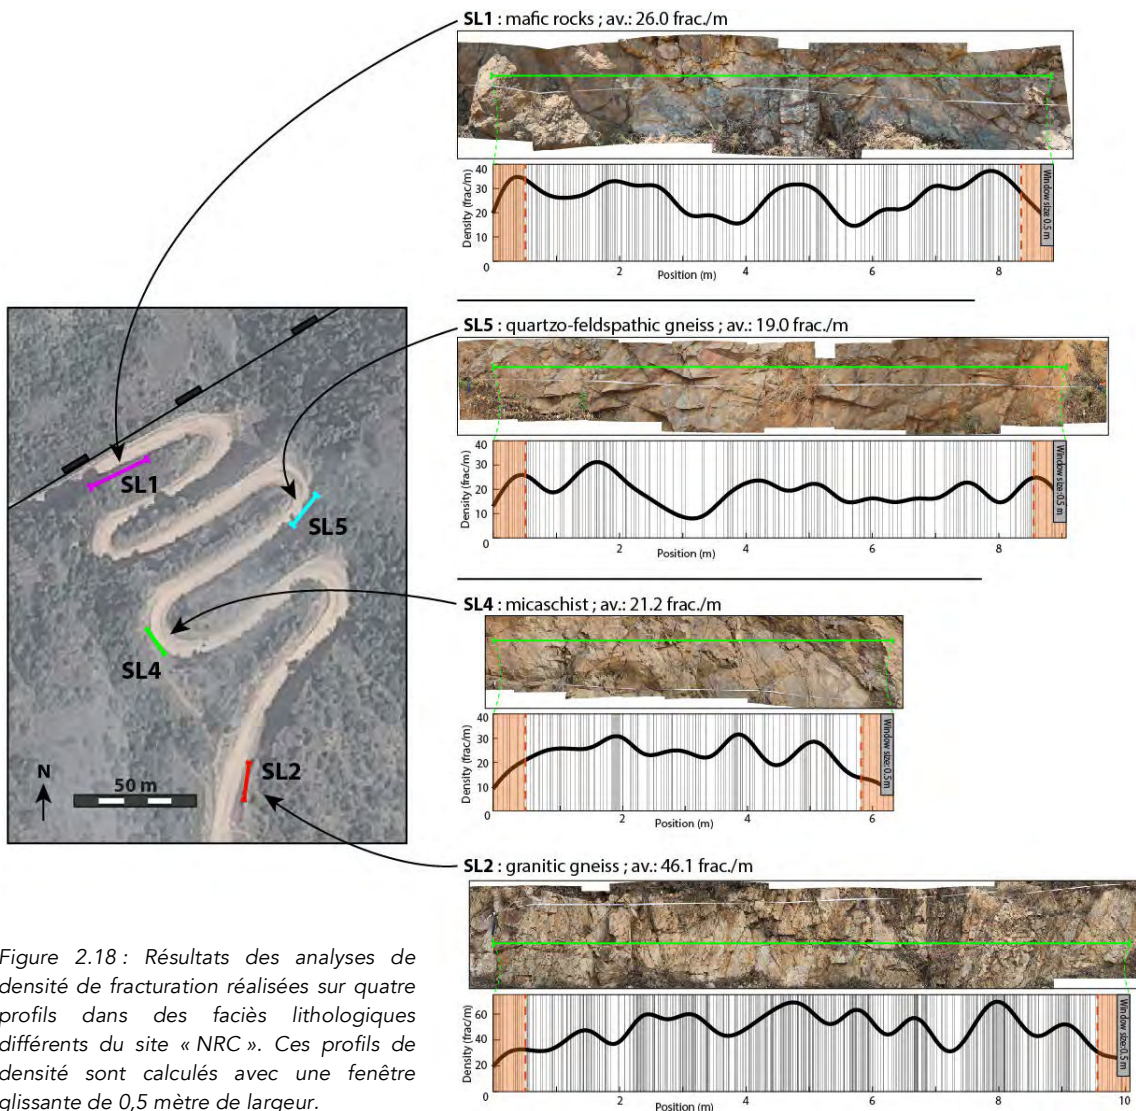 SL1 : mafic rocks ; av.: 26.0 frac./m
Density (frac/m)
40
30
20
10
0
2
4
6
8
Position (m)
Window size 0.5 m
SL5 : quartzo-feldspathic gneiss ; av.: 19.0 frac./m
Density (frac/m)
40
30
20
10
0
2
4
6
8
Position (m)
Window size:0.5 m
SL4 : micaschist ; av.: 21.2 frac./m
Density (frac/m)
40
30
20
10
0
2
4
6
Position (m)
Window size:0.5m
SL2 : granitic gneiss ; av.: 46.1 frac./m
Density (frac/m)
60
40
20
0
2
4
6
8
10
Position (m)
Window size:0.5 m
SL1
SL5
SL4
SL2
N
50 m
Figure 2.18 : Résultats des analyses de
densité de fracturation réalisées sur quatre
profils dans des faciès lithologiques
différents du site « NRC ». Ces profils de
densité sont calculés avec une fenêtre
glissante de 0,5 mètre de largeur.